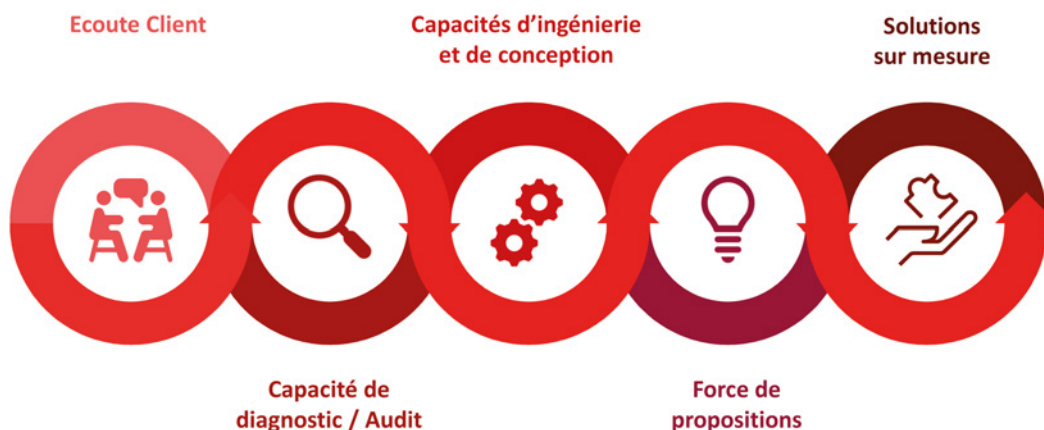 Ecoute Client
Capacités d’ingénierie
et de conception
Solutions
sur mesure
Capacité de
diagnostic / Audit
Force de
propositions